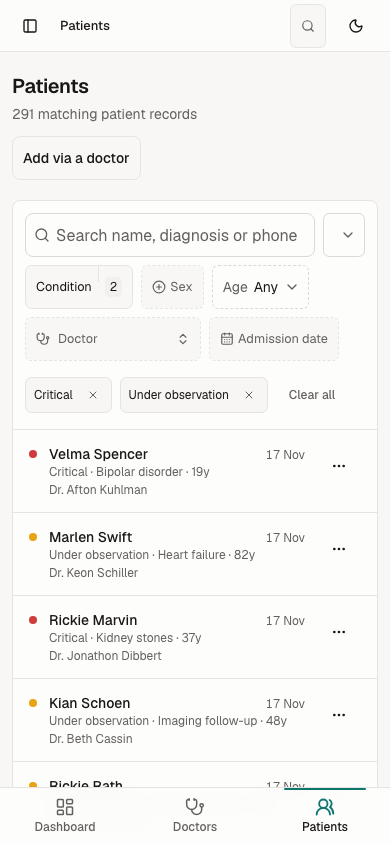 Patients
Patients
291 matching patient records
Add via a doctor
Search name, diagnosis or phone
Condition 2
Sex
Age Any
Doctor
Admission date
Critical
Under observation
Clear all
Velma Spencer 17 Nov
Critical · Bipolar disorder · 19y
Dr. Afton Kuhlman
Marlen Swift 17 Nov
Under observation · Heart failure · 82y
Dr. Keon Schiller
Rickie Marvin 17 Nov
Critical · Kidney stones · 37y
Dr. Jonathon Dibbert
Kian Schoen 17 Nov
Under observation · Imaging follow-up · 48y
Dr. Beth Cassin
Rickie Bath 17 Nov
Dashboard
Doctors
Patients